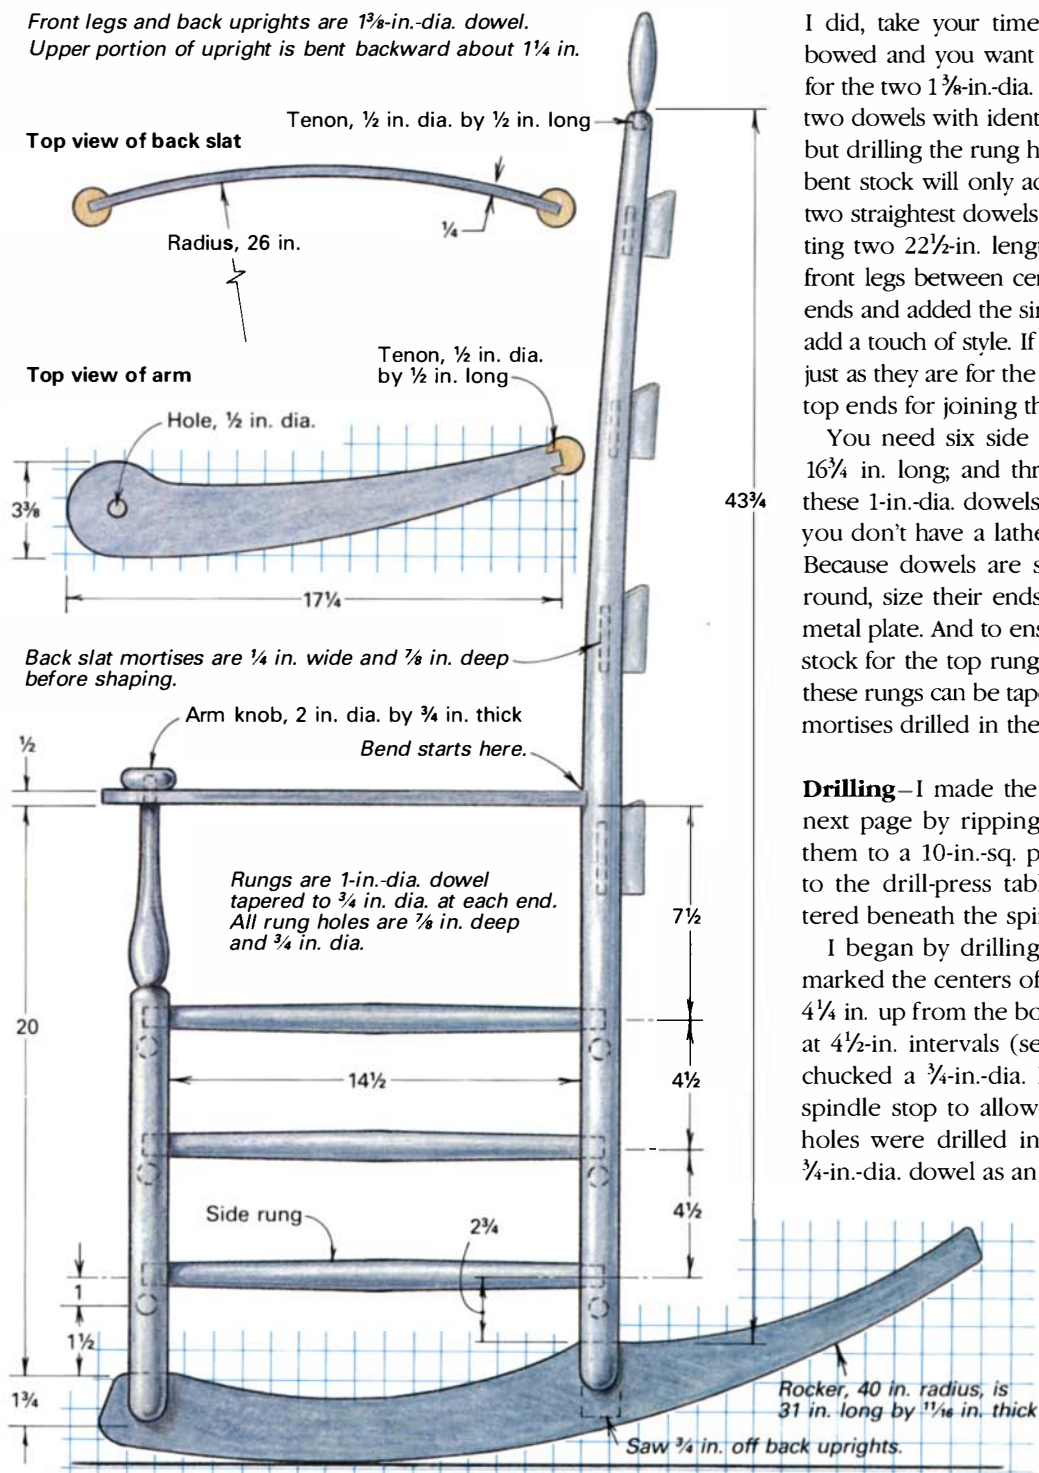 Front legs and back uprights are 1⅜-in.-dia. dowel.
Upper portion of upright is bent backward about 1¼ in.
Tenon, ½ in. dia. by ½ in. long
Top view of back slat
¼
Radius, 26 in.
Top view of arm
Tenon, ½ in. dia.
by ½ in. long
Hole, ½ in. dia.
3⅜
17¼
43¾
Back slat mortises are ¼ in. wide and ⅞ in. deep
before shaping.
Arm knob, 2 in. dia. by ¾ in. thick
½
Bend starts here.
Rungs are 1-in.-dia. dowel
tapered to ¾ in. dia. at each end.
All rung holes are ⅞ in. deep
and ¾ in. dia.
7½
20
14½
4½
4½
Side rung
2¾
1
1½
1¾
Rocker, 40 in. radius, is
31 in. long by 11/16 in. thick
Saw ¾ in. off back uprights.
I did, take your time
bowed and you want
for the two 1⅜-in.-dia.
two dowels with ident
but drilling the rung h
bent stock will only ac
two straightest dowels
ting two 22½-in. leng
front legs between cer
ends and added the sir
add a touch of style. If
just as they are for the
top ends for joining th
You need six side
16¾ in. long; and thr
these 1-in.-dia. dowels
you don't have a lathe
Because dowels are s
round, size their ends
metal plate. And to ens
stock for the top rung
these rungs can be tape
mortises drilled in the
Drilling–I made the
next page by ripping
them to a 10-in.-sq. p
to the drill-press tabl
tered beneath the spi
I began by drilling
marked the centers of
4¼ in. up from the bo
at 4½-in. intervals (se
chucked a ¾-in.-dia.
spindle stop to allow
holes were drilled in
¾-in.-dia. dowel as an